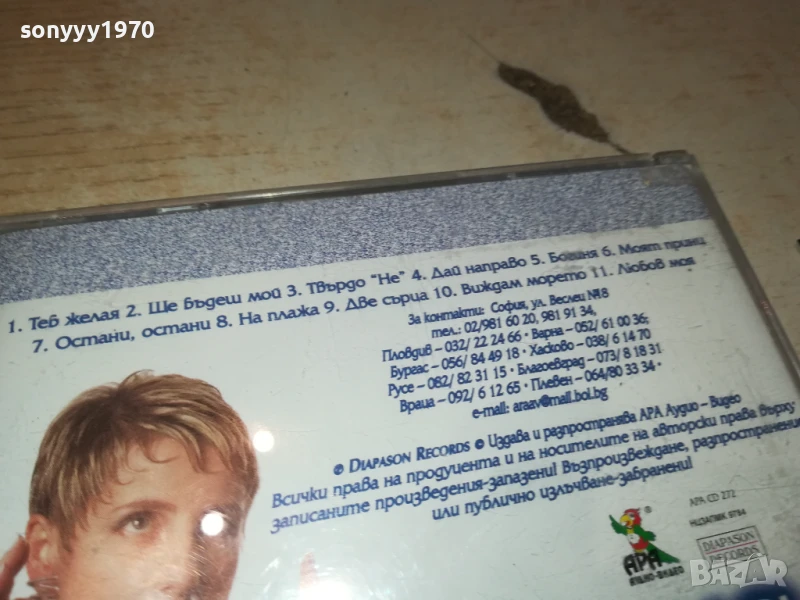 sonyyy1970
1. Теб желая 2. Ще бъдеш мой 3. Твърдо "Не" 4. Дай направо 5. Богиня 6. Моят принц
7. Остани, остани 8. На плажа 9. Две сърца 10. Виждам морето 11. Любов моя
За контакти: София, ул. Веслец №18
тел.: 02/981 60 20, 981 91 34,
Пловдив - 032/ 22 24 66 • Варна - 052/ 61 00 36;
Бургас - 056/ 84 49 18 • Хасково - 038/ 6 14 70
Русе - 082/ 82 31 15 • Благоевград - 073/ 8 18 31
Враца - 092/ 6 12 65 • Плевен - 064/80 33 34 •
e-mail: araav@mail.bol.bg
℗ DIAPASON RECORDS © Издава и разпространява АРА Аудио - Видео
Всички права на продуцента и на носителите на авторски права върху
записаните произведения-запазени! Възпроизвеждане, разпространение
или публично излъчване-забранени!
АРА CD 272
АРА
АУДИО-ВИДЕО
DIAPASON
RECORDS
BAZAR